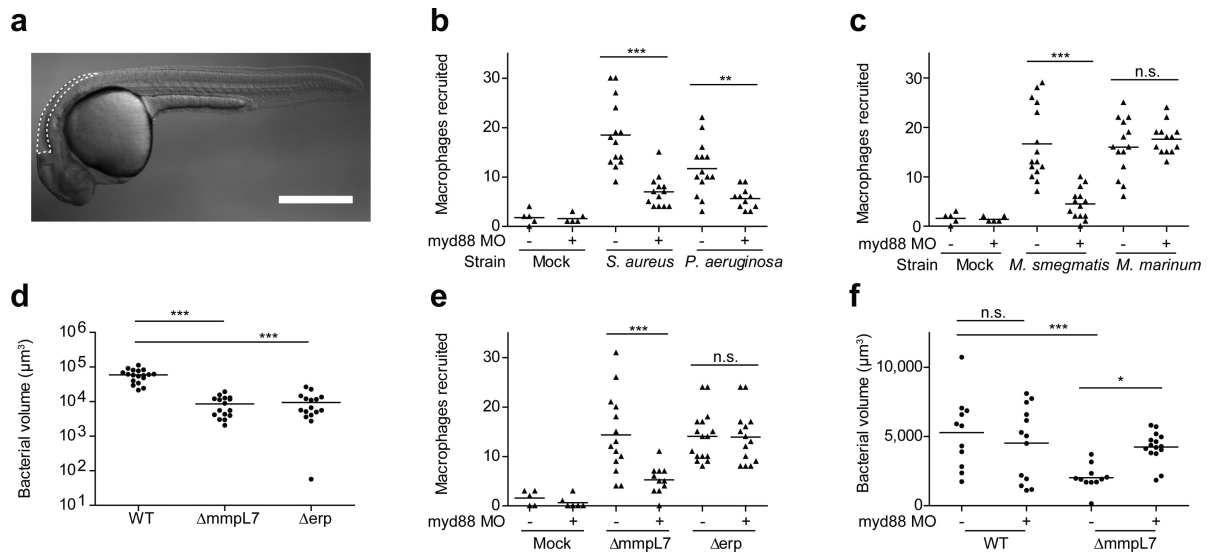 a
b
Macrophages recruited
30
20
10
0
***
**
myd88 MO - + - + - +
Strain Mock S. aureus P. aeruginosa
c
Macrophages recruited
30
20
10
0
***
n.s.
myd88 MO - + - + - +
Strain Mock M. smegmatis M. marinum
d
Bacterial volume (µm³)
10⁶
10⁵
10⁴
10³
10²
10¹
***
***
WT ΔmmpL7 Δerp
e
Macrophages recruited
30
20
10
0
***
n.s.
myd88 MO - + - + - +
Mock ΔmmpL7 Δerp
f
Bacterial volume (µm³)
10,000
5,000
0
n.s.
***
*
myd88 MO - + - +
WT ΔmmpL7